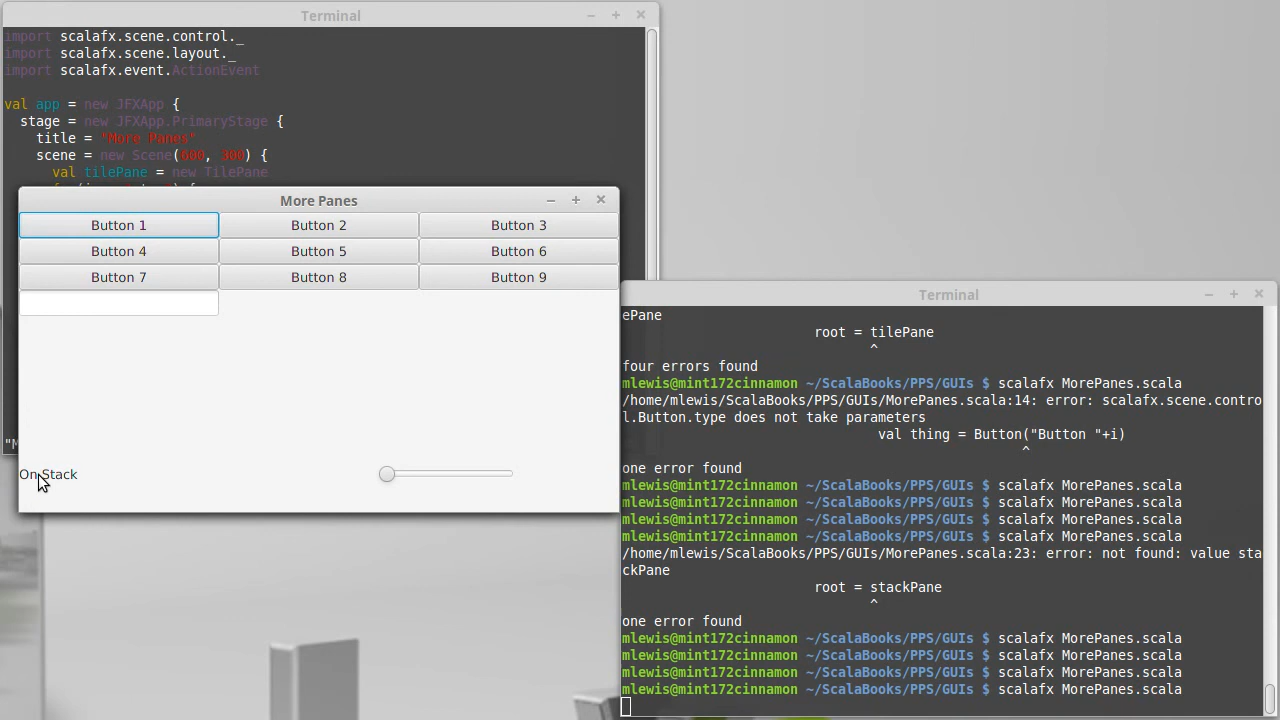 Terminal
import scalafx.scene.control._
import scalafx.scene.layout._
import scalafx.event.ActionEvent
val app = new JFXApp {
stage = new JFXApp.PrimaryStage {
title = "More Panes"
scene = new Scene(600, 300) {
val tilePane = new TilePane
More Panes
Button 1 Button 2 Button 3
Button 4 Button 5 Button 6
Button 7 Button 8 Button 9
On Stack
"M
Terminal
ePane
root = tilePane
^
four errors found
mlewis@mint172cinnamon ~/ScalaBooks/PPS/GUIs $ scalafx MorePanes.scala
/home/mlewis/ScalaBooks/PPS/GUIs/MorePanes.scala:14: error: scalafx.scene.contro
l.Button.type does not take parameters
val thing = Button("Button "+i)
^
one error found
mlewis@mint172cinnamon ~/ScalaBooks/PPS/GUIs $ scalafx MorePanes.scala
mlewis@mint172cinnamon ~/ScalaBooks/PPS/GUIs $ scalafx MorePanes.scala
mlewis@mint172cinnamon ~/ScalaBooks/PPS/GUIs $ scalafx MorePanes.scala
mlewis@mint172cinnamon ~/ScalaBooks/PPS/GUIs $ scalafx MorePanes.scala
/home/mlewis/ScalaBooks/PPS/GUIs/MorePanes.scala:23: error: not found: value sta
ckPane
root = stackPane
^
one error found
mlewis@mint172cinnamon ~/ScalaBooks/PPS/GUIs $ scalafx MorePanes.scala
mlewis@mint172cinnamon ~/ScalaBooks/PPS/GUIs $ scalafx MorePanes.scala
mlewis@mint172cinnamon ~/ScalaBooks/PPS/GUIs $ scalafx MorePanes.scala
mlewis@mint172cinnamon ~/ScalaBooks/PPS/GUIs $ scalafx MorePanes.scala